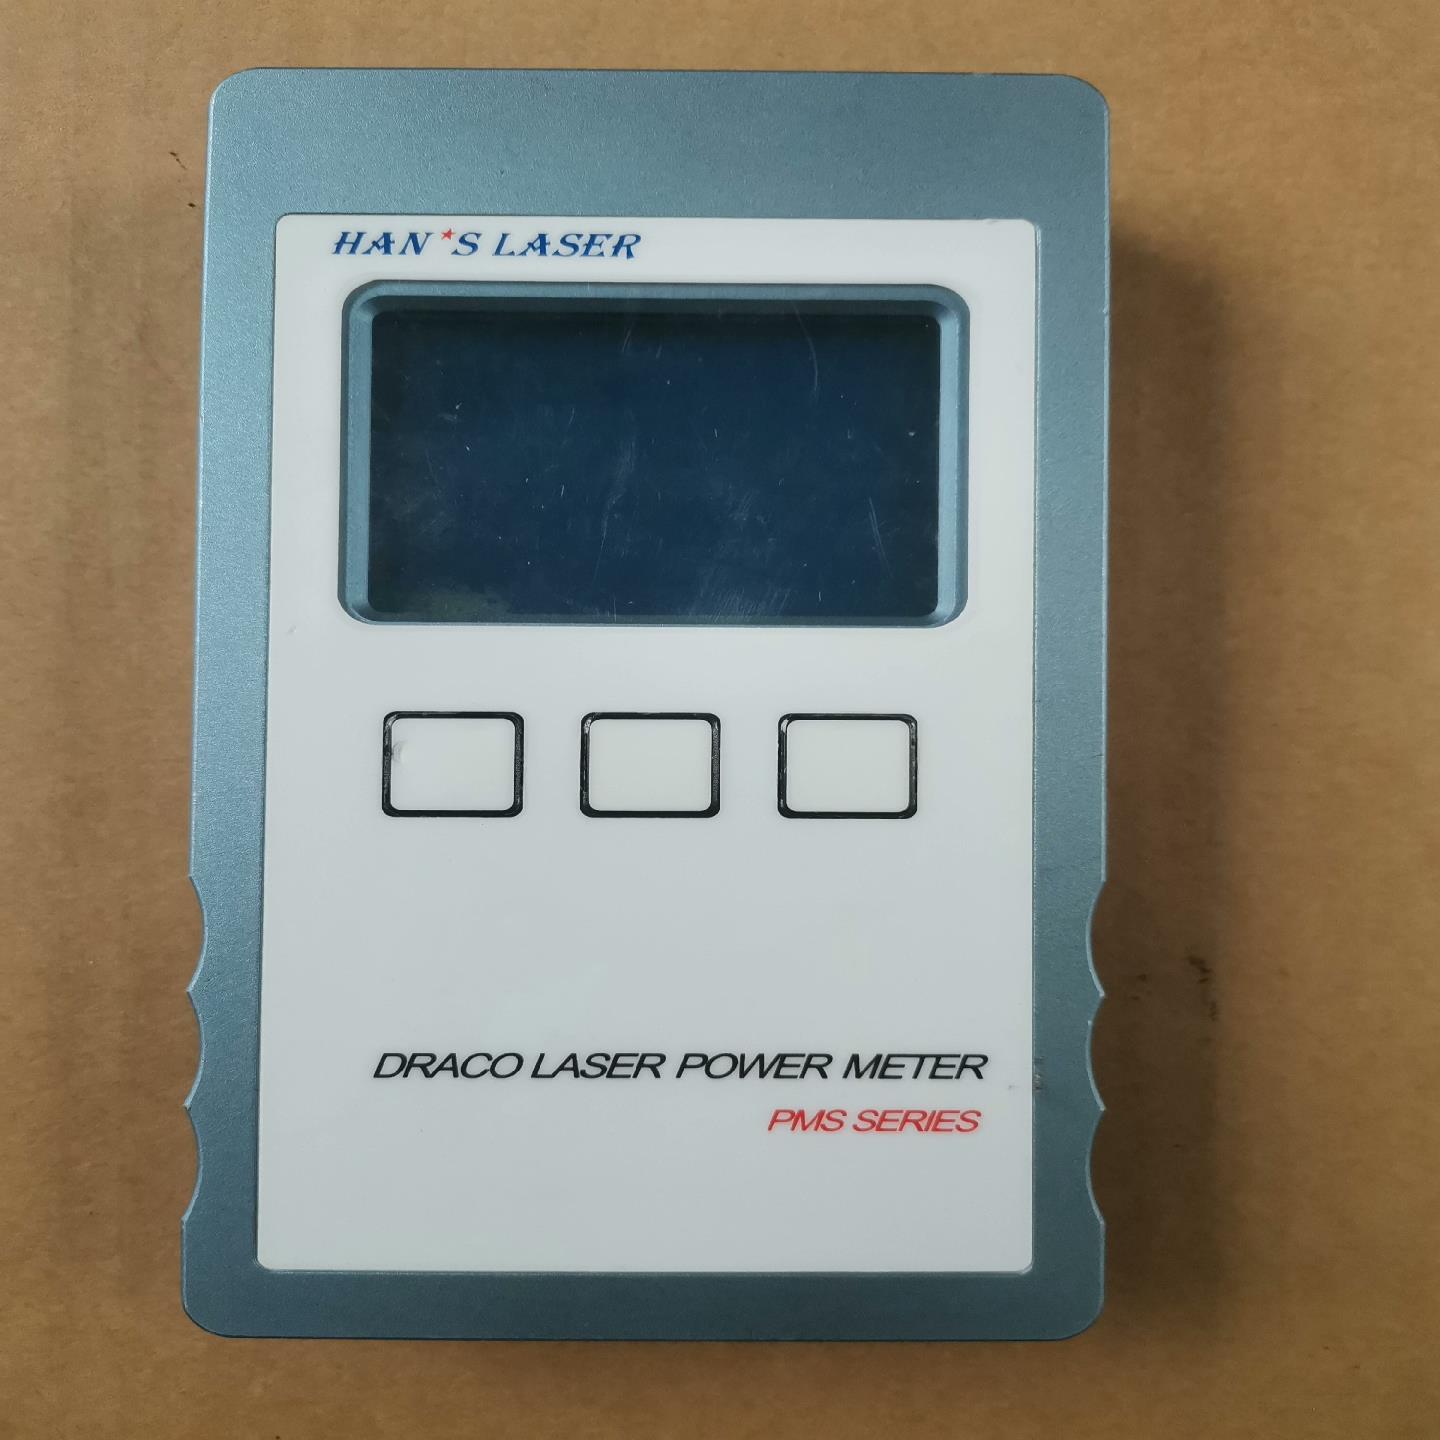 HAN*S LASER
DRACO LASER POWER METER
PMS SERIES